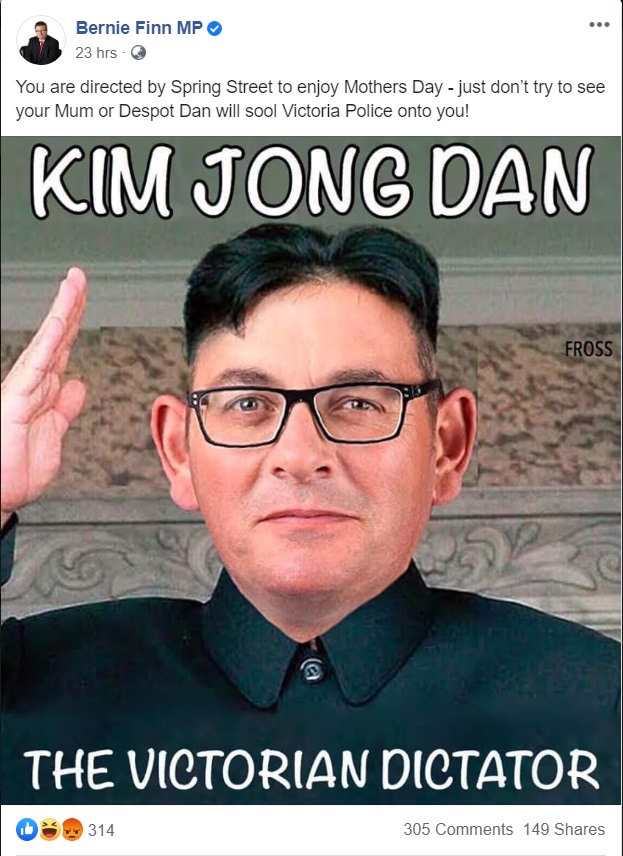 Bernie Finn MP
23 hrs ·
You are directed by Spring Street to enjoy Mothers Day - just don’t try to see
your Mum or Despot Dan will sool Victoria Police onto you!
KIM JONG DAN
FROSS
THE VICTORIAN DICTATOR
314
305 Comments 149 Shares